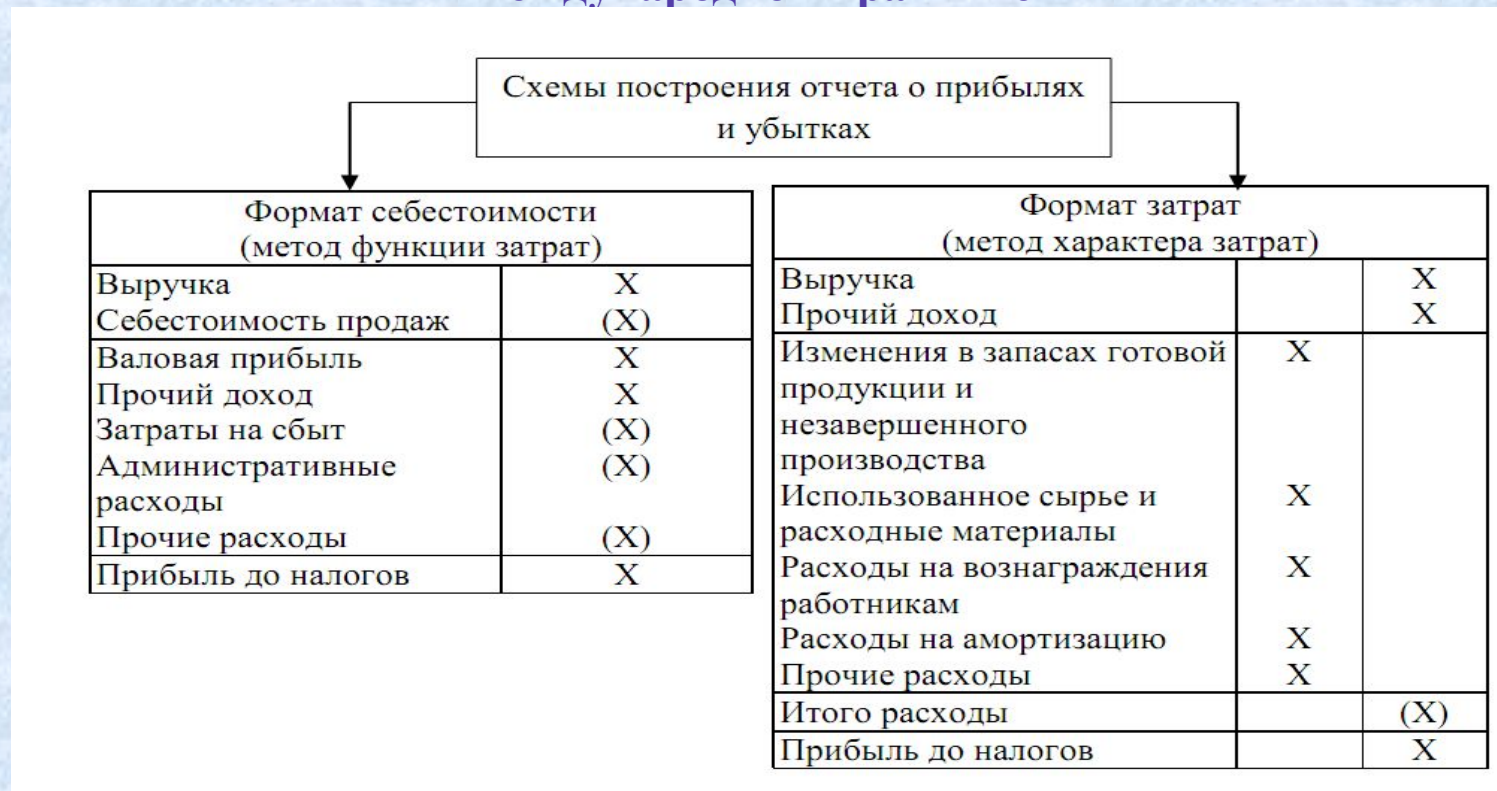 Схемы построения отчета о прибылях
и убытках
Формат себестоимости
(метод функции затрат)
Выручка X
Себестоимость продаж (X)
Валовая прибыль X
Прочий доход X
Затраты на сбыт (X)
Административные (X)
расходы
Прочие расходы (X)
Прибыль до налогов X
Формат затрат
(метод характера затрат)
Выручка X
Прочий доход X
Изменения в запасах готовой X
продукции и
незавершенного
производства
Использованное сырье и X
расходные материалы
Расходы на вознаграждения X
работникам
Расходы на амортизацию X
Прочие расходы X
Итого расходы (X)
Прибыль до налогов X